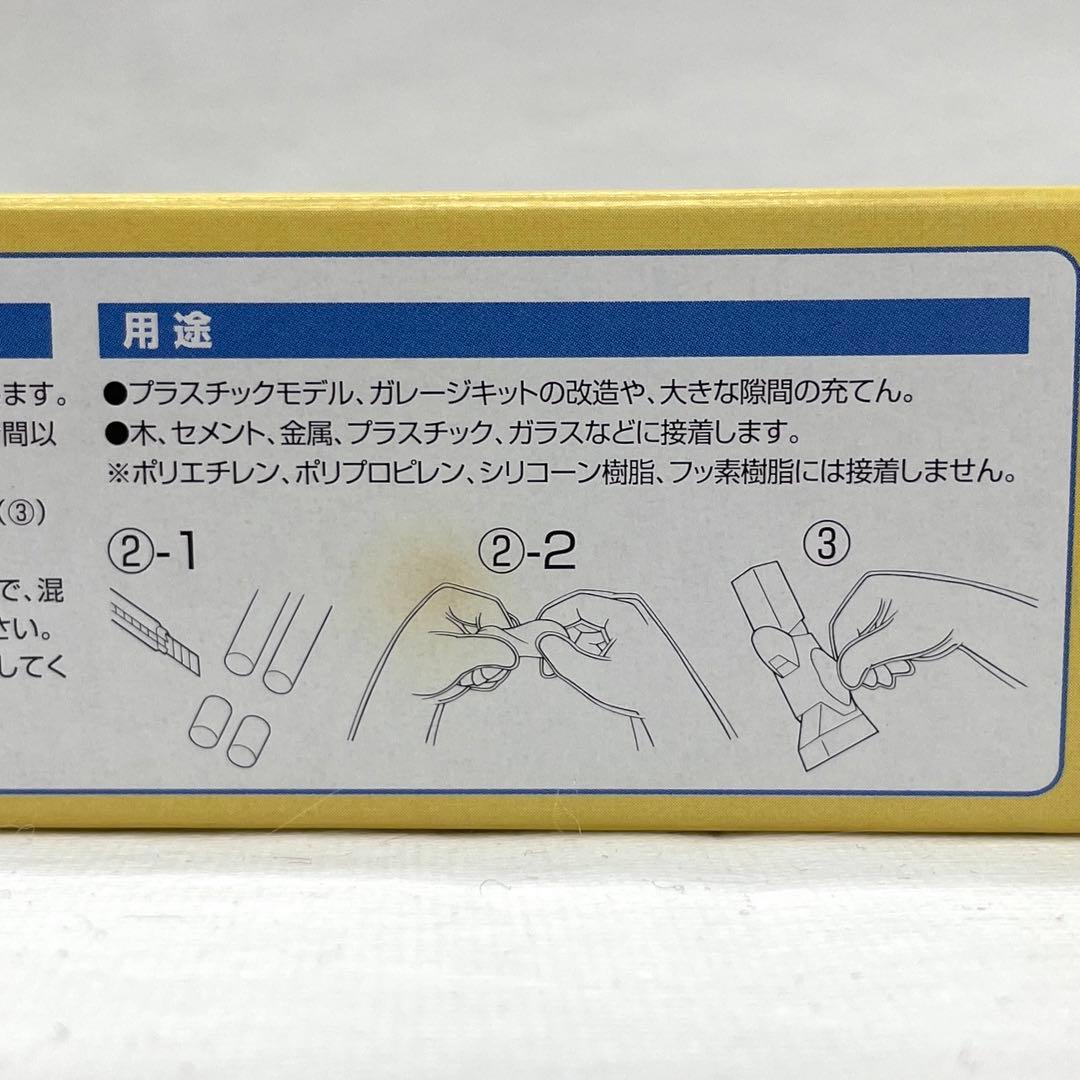 ます。
間以
(③)
で、混
さい。
してく
用途
●プラスチックモデル、ガレージキットの改造や、大きな隙間の充てん。
●木、セメント、金属、プラスチック、ガラスなどに接着します。
※ポリエチレン、ポリプロピレン、シリコーン樹脂、フッ素樹脂には接着しません。
②-1
②-2
③